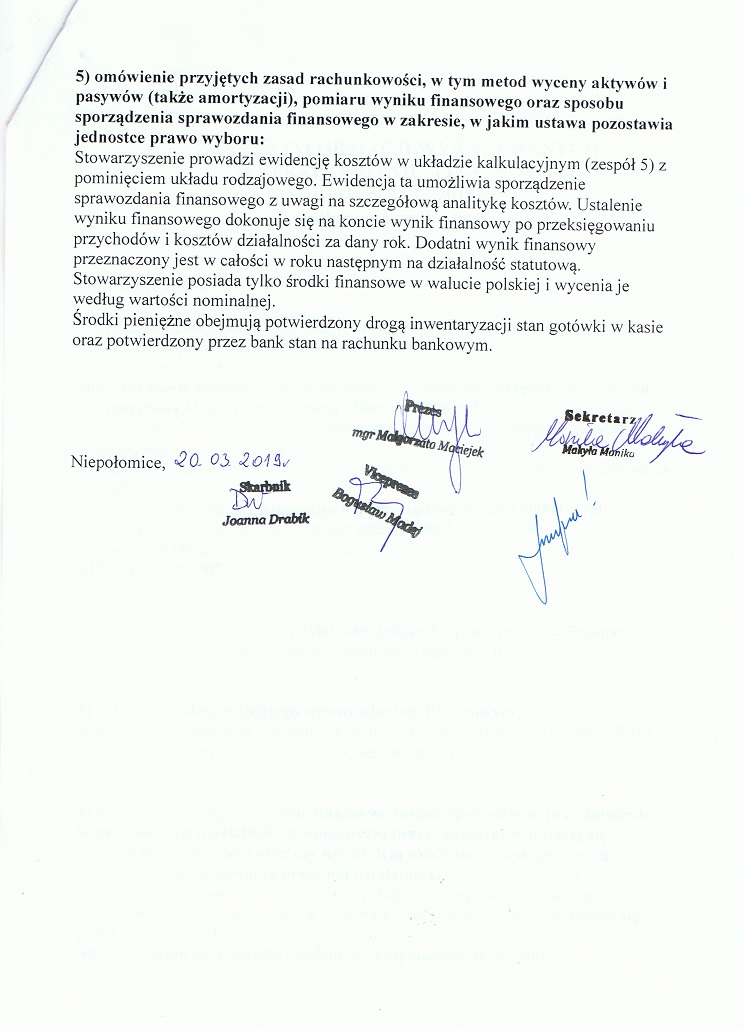 5) omówienie przyjętych zasad rachunkowości, w tym metod wyceny aktywów i
pasywów (także amortyzacji), pomiaru wyniku finansowego oraz sposobu
sporządzenia sprawozdania finansowego w zakresie, w jakim ustawa pozostawia
jednostce prawo wyboru:
Stowarzyszenie prowadzi ewidencję kosztów w układzie kalkulacyjnym (zespół 5) z
pominięciem układu rodzajowego. Ewidencja ta umożliwia sporządzenie
sprawozdania finansowego z uwagi na szczegółową analitykę kosztów. Ustalenie
wyniku finansowego dokonuje się na koncie wynik finansowy po przeksięgowaniu
przychodów i kosztów działalności za dany rok. Dodatni wynik finansowy
przeznaczony jest w całości w roku następnym na działalność statutową.
Stowarzyszenie posiada tylko środki finansowe w walucie polskiej i wycenia je
według wartości nominalnej.
Środki pieniężne obejmują potwierdzony drogą inwentaryzacji stan gotówki w kasie
oraz potwierdzony przez bank stan na rachunku bankowym.
Prezes
mgr Małgorzata Maciejek
Sekretarz
Monika Makyła
Makyła Monika
Niepołomice, 20.03.2019r
Skarbnik
DW
Joanna Drabik
Viceprezes
Bogusław Madej